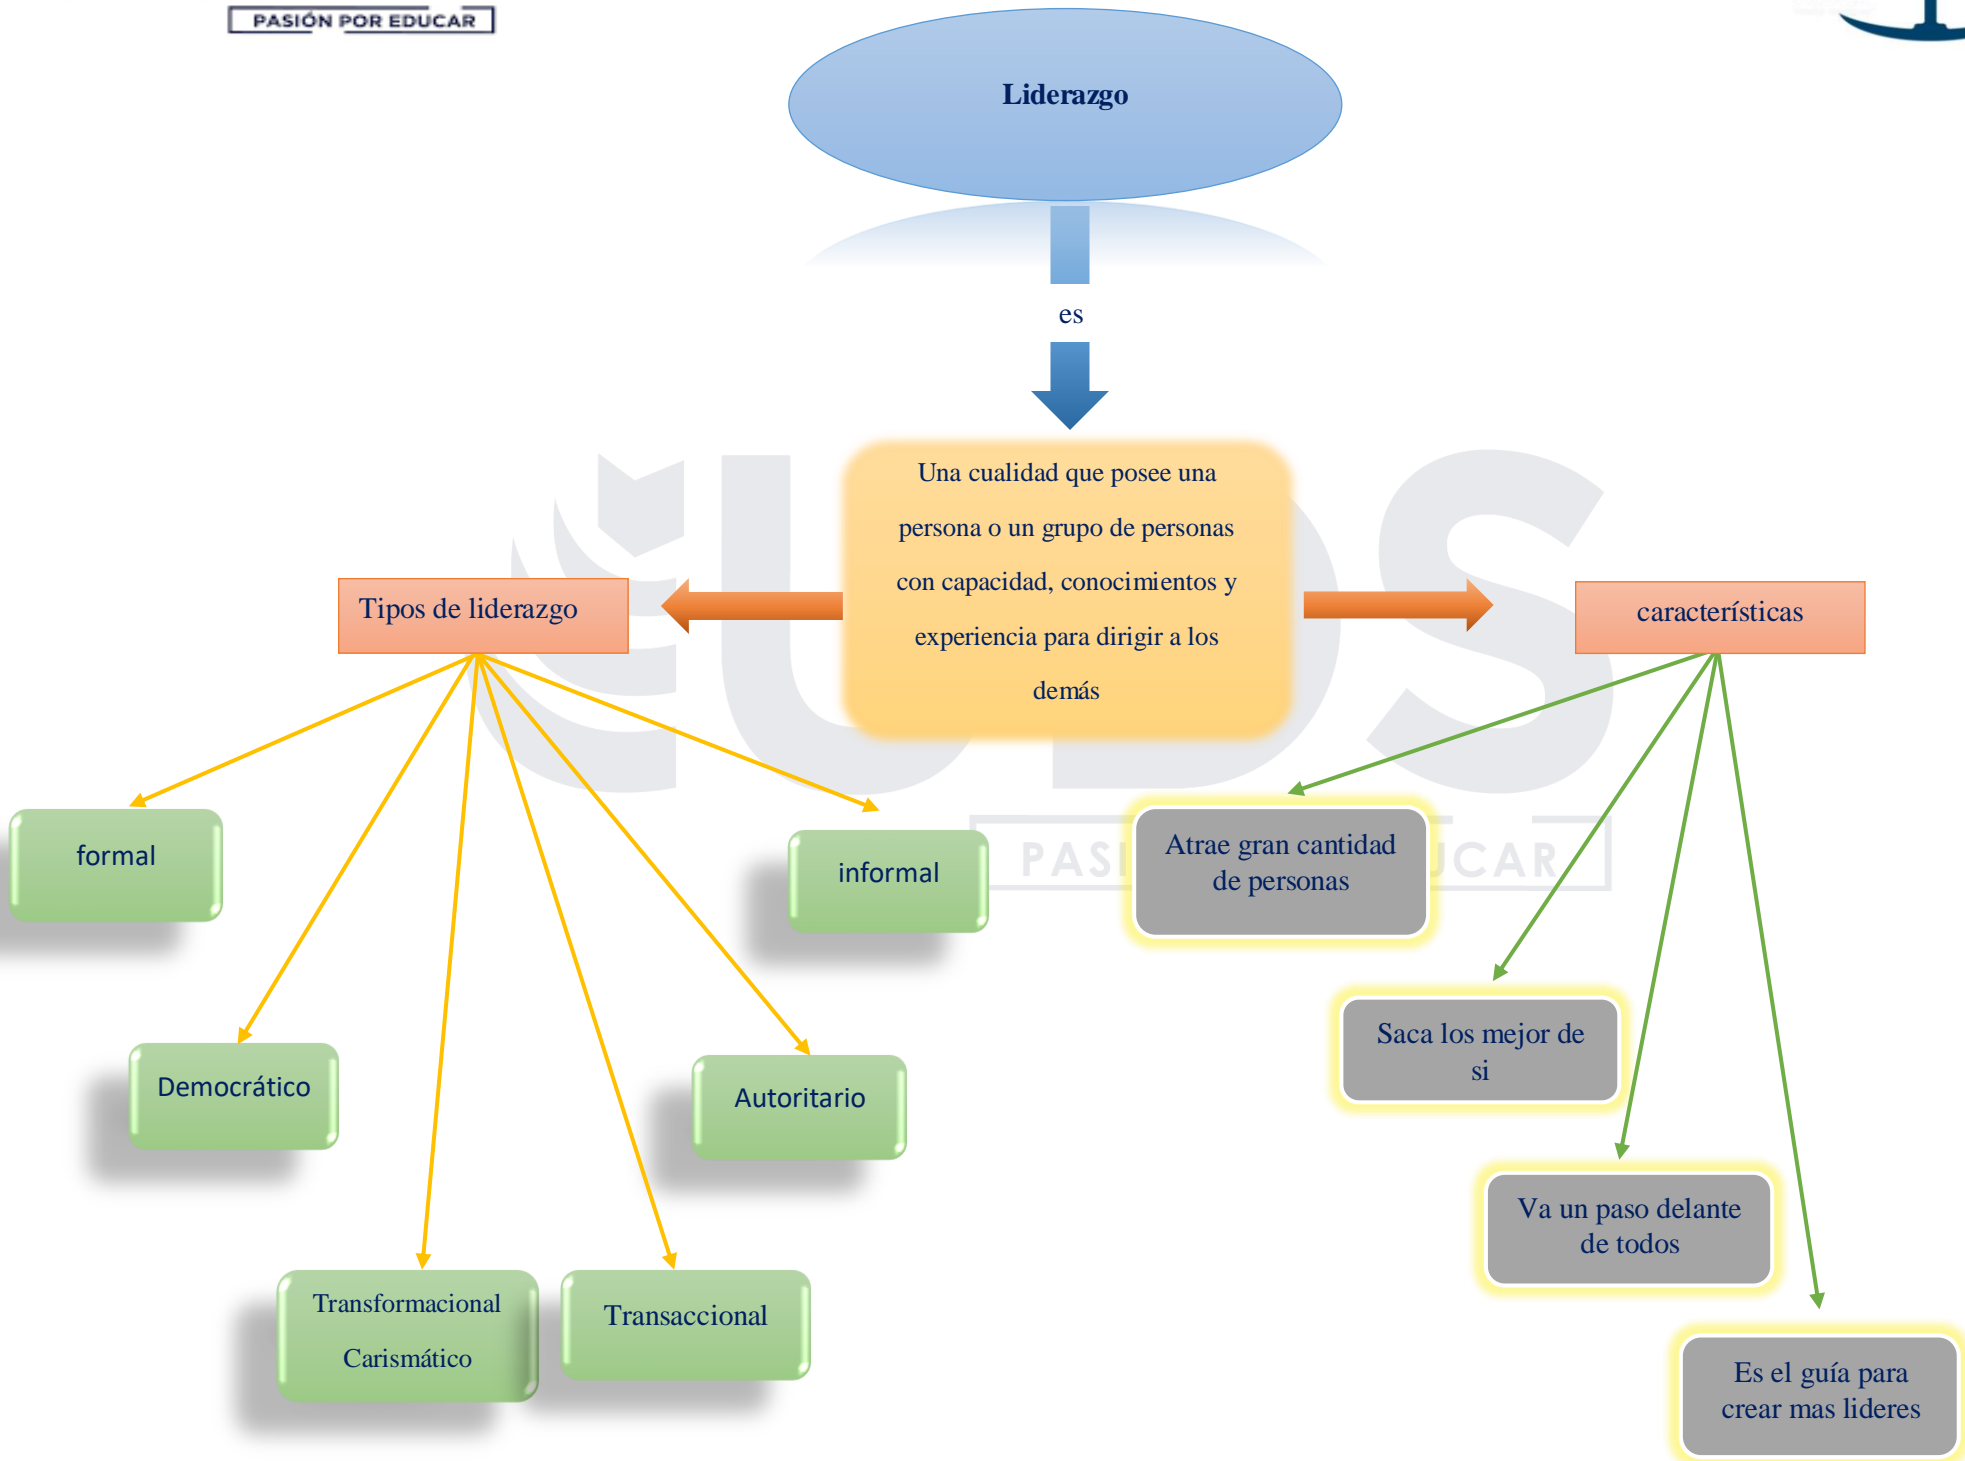 PASIÓN POR EDUCAR
Liderazgo
es
Una cualidad que posee una
persona o un grupo de personas
con capacidad, conocimientos y
experiencia para dirigir a los
demás
Tipos de liderazgo
características
formal
informal
Democrático
Autoritario
Transformacional
Carismático
Transaccional
Atrae gran cantidad
de personas
Saca los mejor de
si
Va un paso delante
de todos
Es el guía para
crear mas lideres
UDS